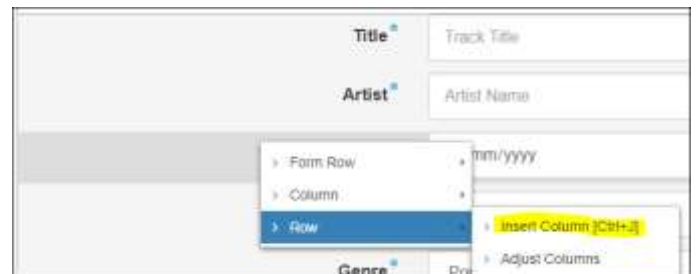 Title*
Track Title
Artist*
Artist Name
mm/yyyy
Form Row
Column
Row
Insert Column [Ctrl+J]
Adjust Columns
Genre*